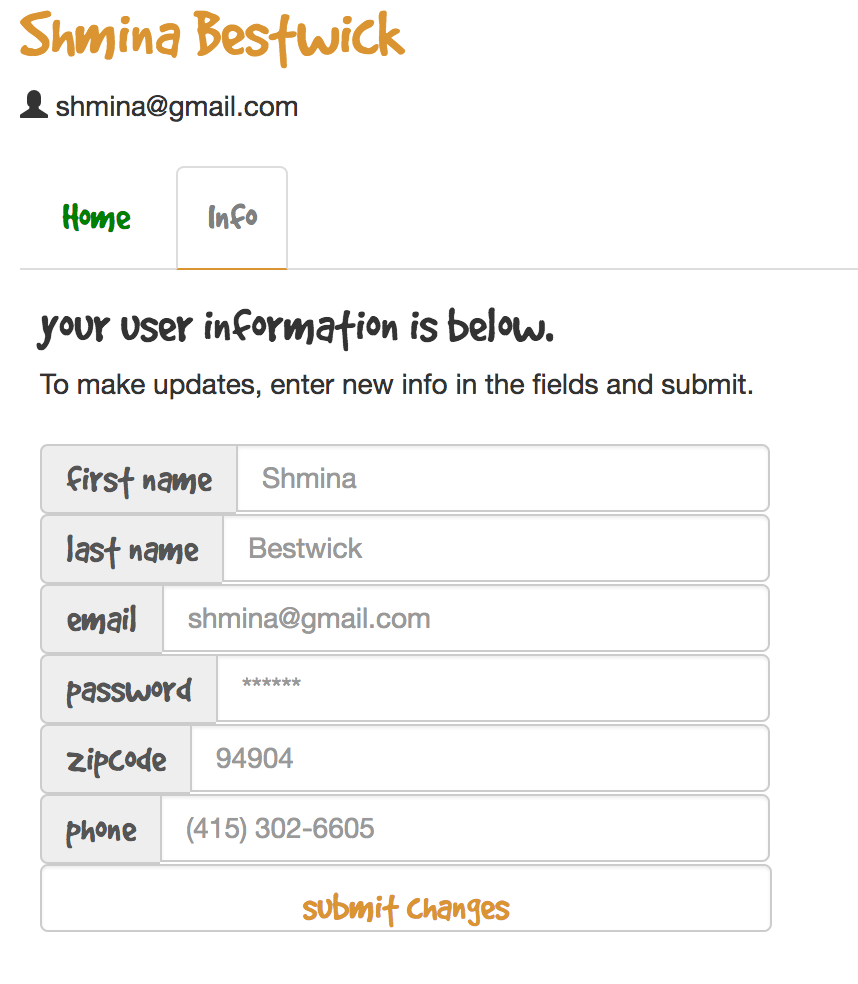 Shmina Bestwick
shmina@gmail.com
Home Info
your user information is below.
To make updates, enter new info in the fields and submit.
first name Shmina
last name Bestwick
email shmina@gmail.com
password ******
zipcode 94904
phone (415) 302-6605
submit changes